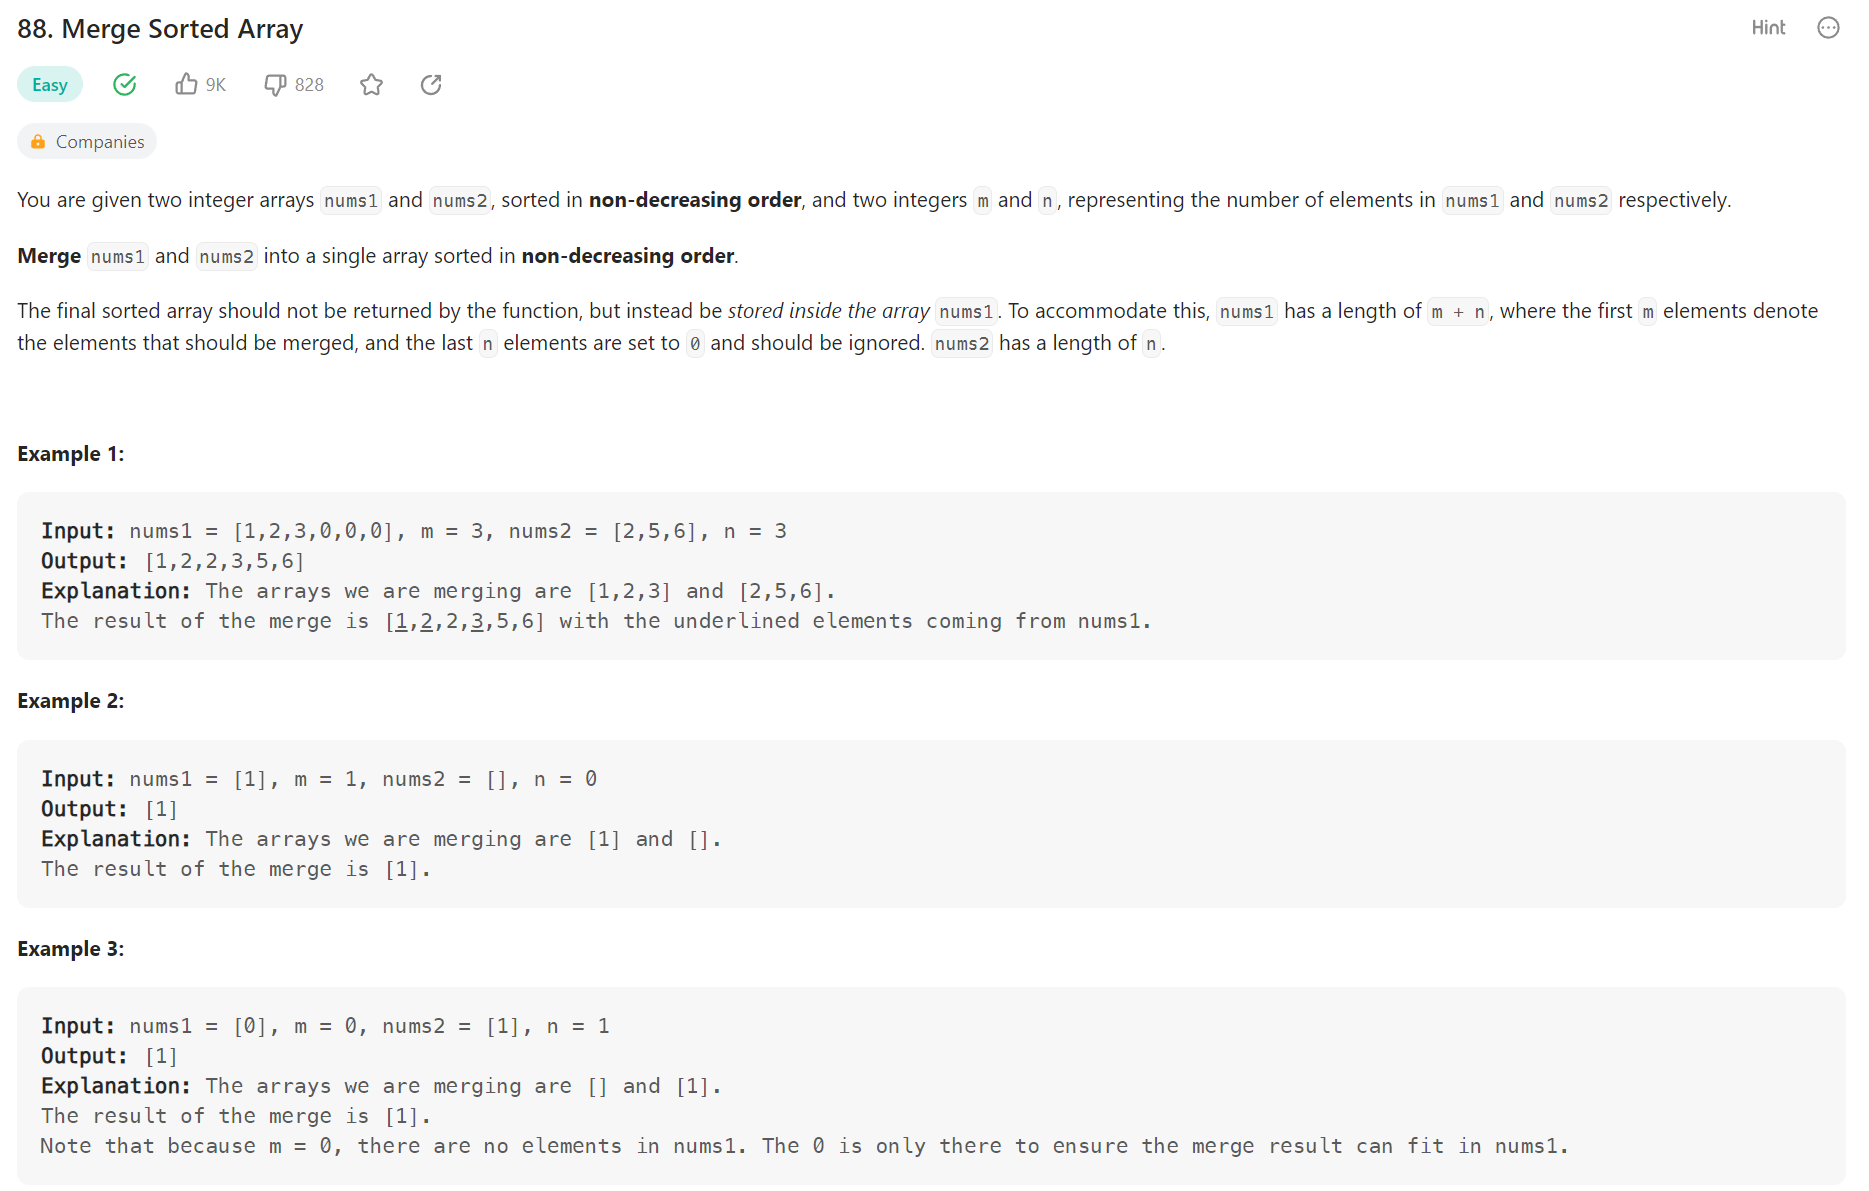 88. Merge Sorted Array
Hint
Easy
9K
828
Companies
You are given two integer arrays nums1 and nums2, sorted in non-decreasing order, and two integers m and n, representing the number of elements in nums1 and nums2 respectively.
Merge nums1 and nums2 into a single array sorted in non-decreasing order.
The final sorted array should not be returned by the function, but instead be stored inside the array nums1. To accommodate this, nums1 has a length of m + n, where the first m elements denote
the elements that should be merged, and the last n elements are set to 0 and should be ignored. nums2 has a length of n.
Example 1:
Input: nums1 = [1,2,3,0,0,0], m = 3, nums2 = [2,5,6], n = 3
Output: [1,2,2,3,5,6]
Explanation: The arrays we are merging are [1,2,3] and [2,5,6].
The result of the merge is [1,2,2,3,5,6] with the underlined elements coming from nums1.
Example 2:
Input: nums1 = [1], m = 1, nums2 = [], n = 0
Output: [1]
Explanation: The arrays we are merging are [1] and [].
The result of the merge is [1].
Example 3:
Input: nums1 = [0], m = 0, nums2 = [1], n = 1
Output: [1]
Explanation: The arrays we are merging are [] and [1].
The result of the merge is [1].
Note that because m = 0, there are no elements in nums1. The 0 is only there to ensure the merge result can fit in nums1.